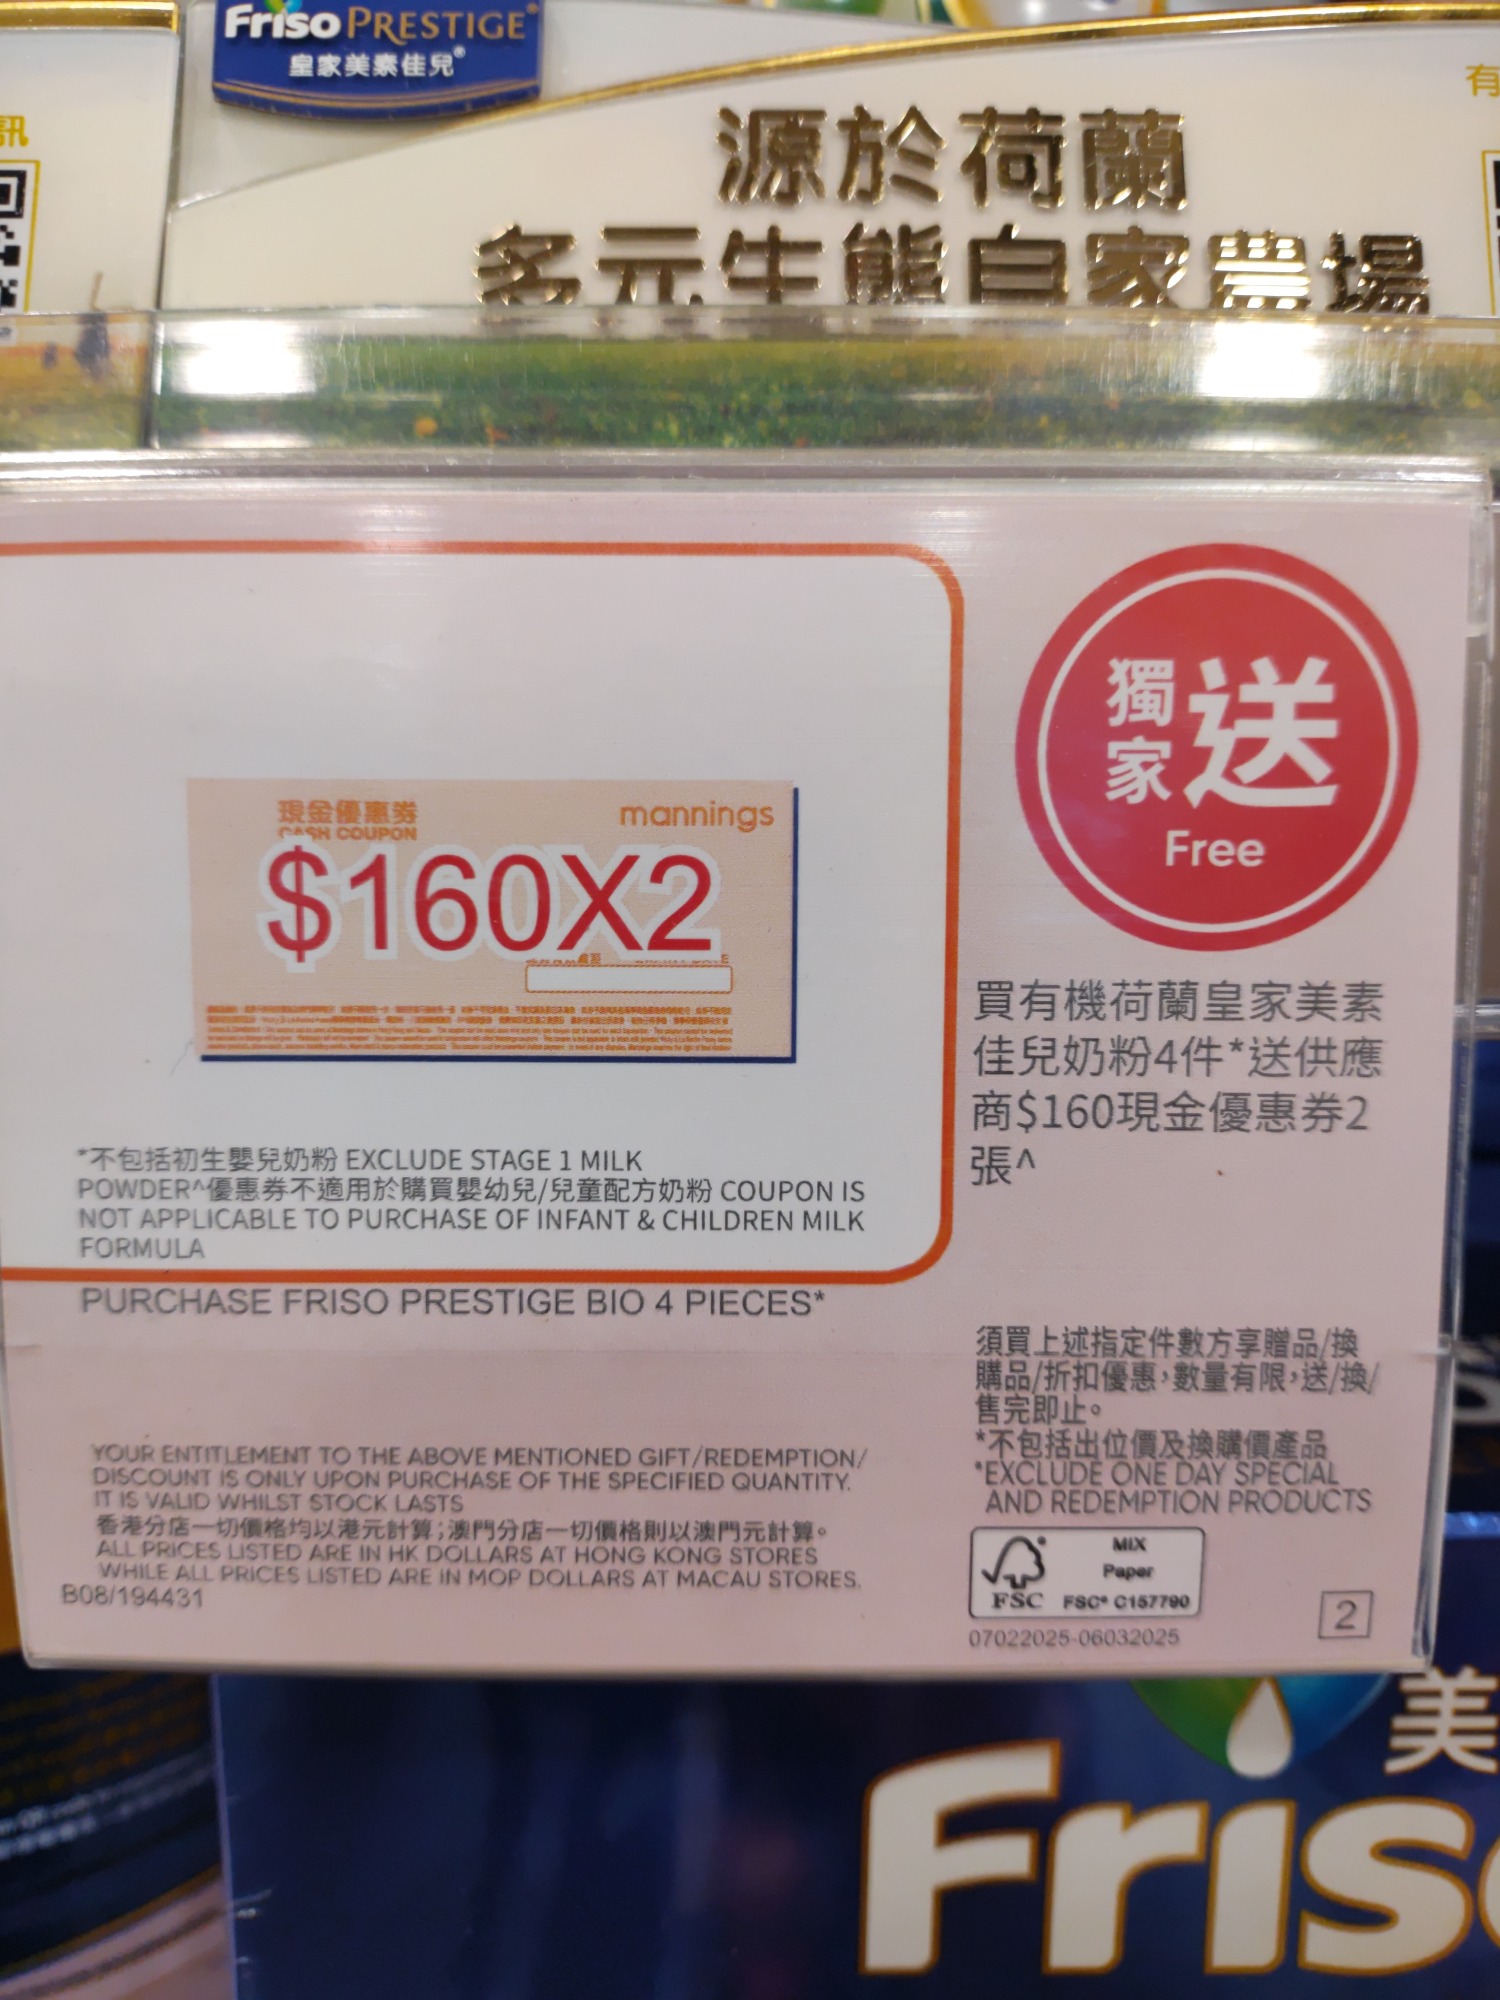 Friso PRESTIGE®
皇家美素佳兒®
訊
有
源於荷蘭
多元生態自家農場
獨家送
Free
現金優惠券
mannings
CASH COUPON
$160X2
買有機荷蘭皇家美素
佳兒奶粉4件*送供應
商$160現金優惠券2
張^
*不包括初生嬰兒奶粉 EXCLUDE STAGE 1 MILK
POWDER^優惠券不適用於購買嬰幼兒/兒童配方奶粉 COUPON IS
NOT APPLICABLE TO PURCHASE OF INFANT & CHILDREN MILK
FORMULA
PURCHASE FRISO PRESTIGE BIO 4 PIECES*
須買上述指定件數方享贈品/換
購品/折扣優惠，數量有限，送/換/
售完即止。
*不包括出位價及換購價產品
*EXCLUDE ONE DAY SPECIAL
AND REDEMPTION PRODUCTS
YOUR ENTITLEMENT TO THE ABOVE MENTIONED GIFT/REDEMPTION/
DISCOUNT IS ONLY UPON PURCHASE OF THE SPECIFIED QUANTITY.
IT IS VALID WHILST STOCK LASTS
香港分店一切價格均以港元計算；澳門分店一切價格則以澳門元計算。
ALL PRICES LISTED ARE IN HK DOLLARS AT HONG KONG STORES
WHILE ALL PRICES LISTED ARE IN MOP DOLLARS AT MACAU STORES.
B08/194431
MIX
Paper
FSC FSC® C157790
07022025-06032025
2
美
Friso